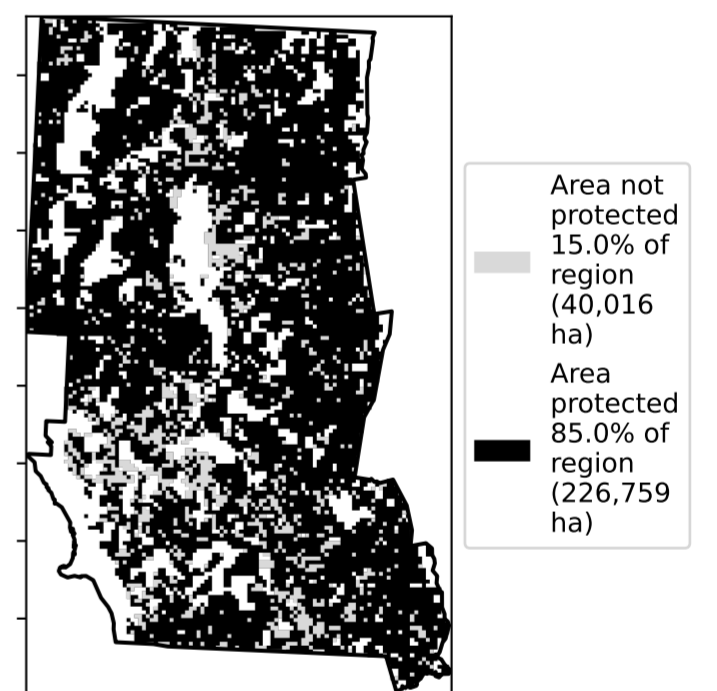 Area not
protected
15.0% of
region
(40,016
ha)
Area
protected
85.0% of
region
(226,759
ha)